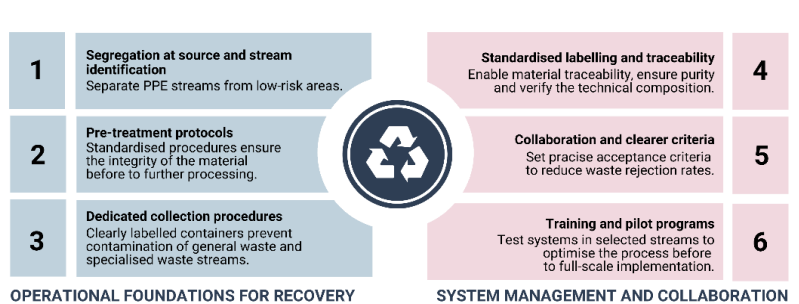 1
Segregation at source and stream
identification
Separate PPE streams from low-risk areas.
2
Pre-treatment protocols
Standardised procedures ensure
the integrity of the material
before to further processing.
3
Dedicated collection procedures
Clearly labelled containers prevent
contamination of general waste and
specialised waste streams.
OPERATIONAL FOUNDATIONS FOR RECOVERY
Standardised labelling and traceability
Enable material traceability, ensure purity
and verify the technical composition.
4
Collaboration and clearer criteria
Set pracise acceptance criteria
to reduce waste rejection rates.
5
Training and pilot programs
Test systems in selected streams to
optimise the process before
to full-scale implementation.
6
SYSTEM MANAGEMENT AND COLLABORATION